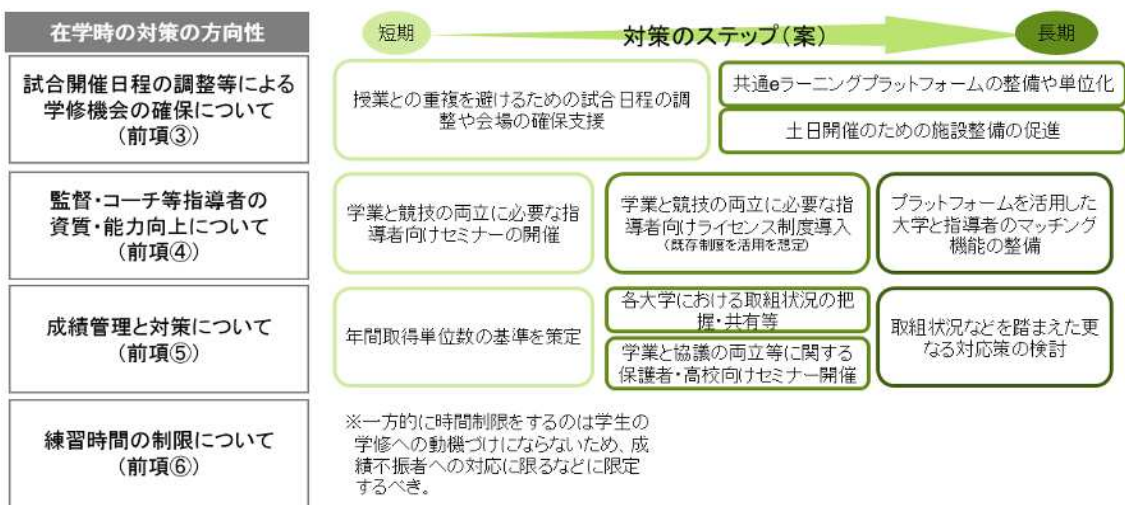 在学時の対策の方向性
短期
対策のステップ(案)
長期
試合開催日程の調整等による
学修機会の確保について
(前項③)
授業との重複を避けるための試合日程の調
整や会場の確保支援
共通eラーニングプラットフォームの整備や単位化
土日開催のための施設整備の促進
監督・コーチ等指導者の
資質・能力向上について
(前項④)
学業と競技の両立に必要な指
導者向けセミナーの開催
学業と競技の両立に必要な指
導者向けライセンス制度導入
(既存制度を活用を想定)
プラットフォームを活用した
大学と指導者のマッチング
機能の整備
成績管理と対策について
(前項⑤)
年間取得単位数の基準を策定
各大学における取組状況の把
握・共有等
学業と協議の両立等に関する
保護者・高校向けセミナー開催
取組状況などを踏まえた更
なる対応策の検討
練習時間の制限について
(前項⑥)
※一方的に時間制限をするのは学生の
学修への動機づけにならないため、成
績不振者への対応に限るなどに限定
するべき。